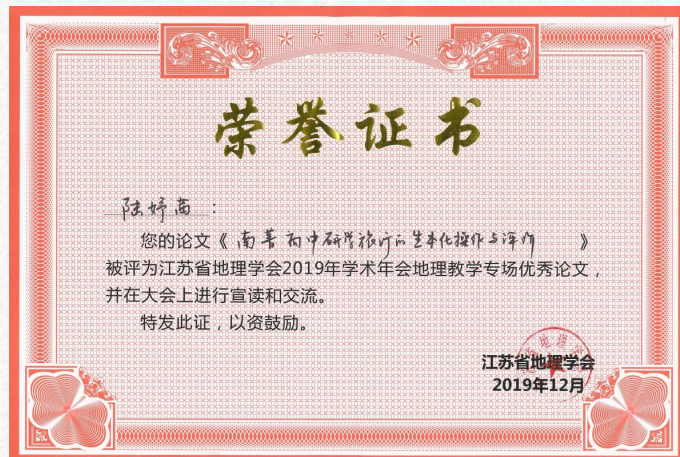 荣誉证书
陆婷茵：
您的论文《南菁高中研学旅行的生本化操作与评价》
被评为江苏省地理学会2019年学术年会地理教学专场优秀论文，
并在大会上进行宣读和交流。
特发此证，以资鼓励。
江苏省地理学会
2019年12月